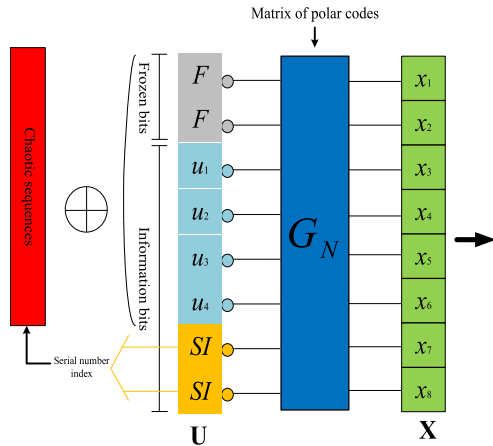 Matrix of polar codes
Chaotic sequences
Frozen bits
Information bits
F
F
u1
u2
u3
u4
SI
SI
GN
x1
x2
x3
x4
x5
x6
x7
x8
Serial number
index
U
X